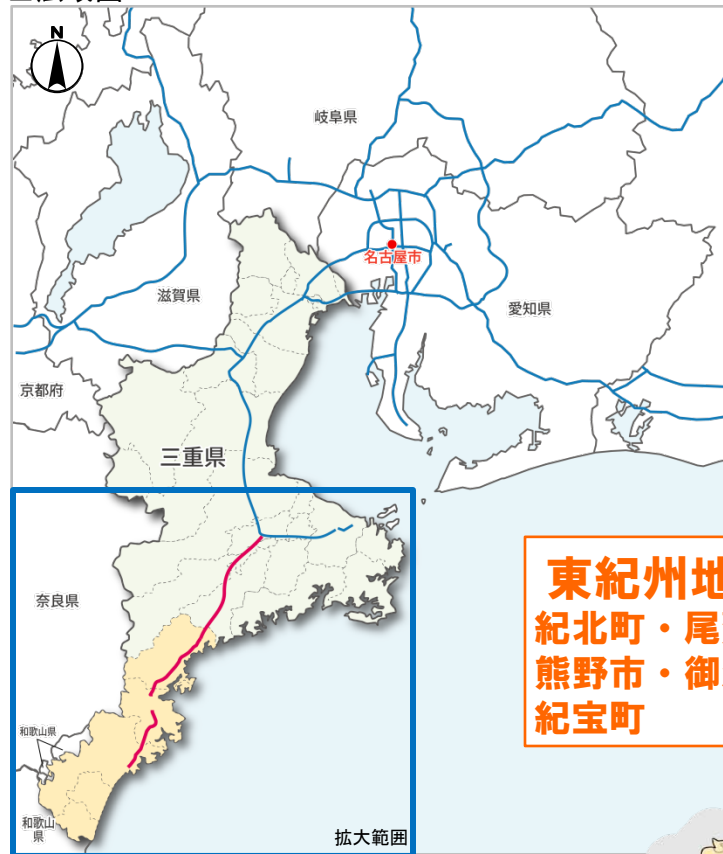 N
岐阜県
名古屋市
滋賀県
愛知県
京都府
三重県
奈良県
東紀州地
紀北町・尾
熊野市・御
紀宝町
和歌山県
和歌山
県
拡大範囲